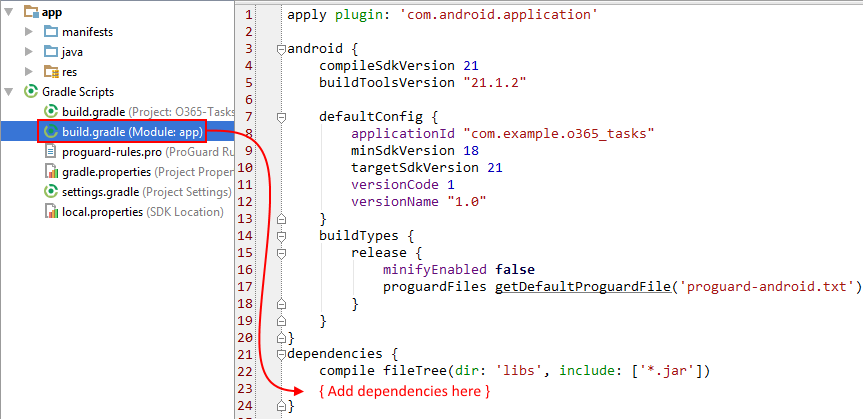 app
manifests
java
res
Gradle Scripts
build.gradle (Project: O365-Tasks
build.gradle (Module: app)
proguard-rules.pro (ProGuard Ru
gradle.properties (Project Proper
settings.gradle (Project Settings)
local.properties (SDK Location)
1 apply plugin: 'com.android.application'
2
3 android {
4 compileSdkVersion 21
5 buildToolsVersion "21.1.2"
6
7 defaultConfig {
8 applicationId "com.example.o365_tasks"
9 minSdkVersion 18
10 targetSdkVersion 21
11 versionCode 1
12 versionName "1.0"
13 }
14 buildTypes {
15 release {
16 minifyEnabled false
17 proguardFiles getDefaultProguardFile('proguard-android.txt')
18 }
19 }
20 }
21 dependencies {
22 compile fileTree(dir: 'libs', include: ['*.jar'])
23 { Add dependencies here }
24 }